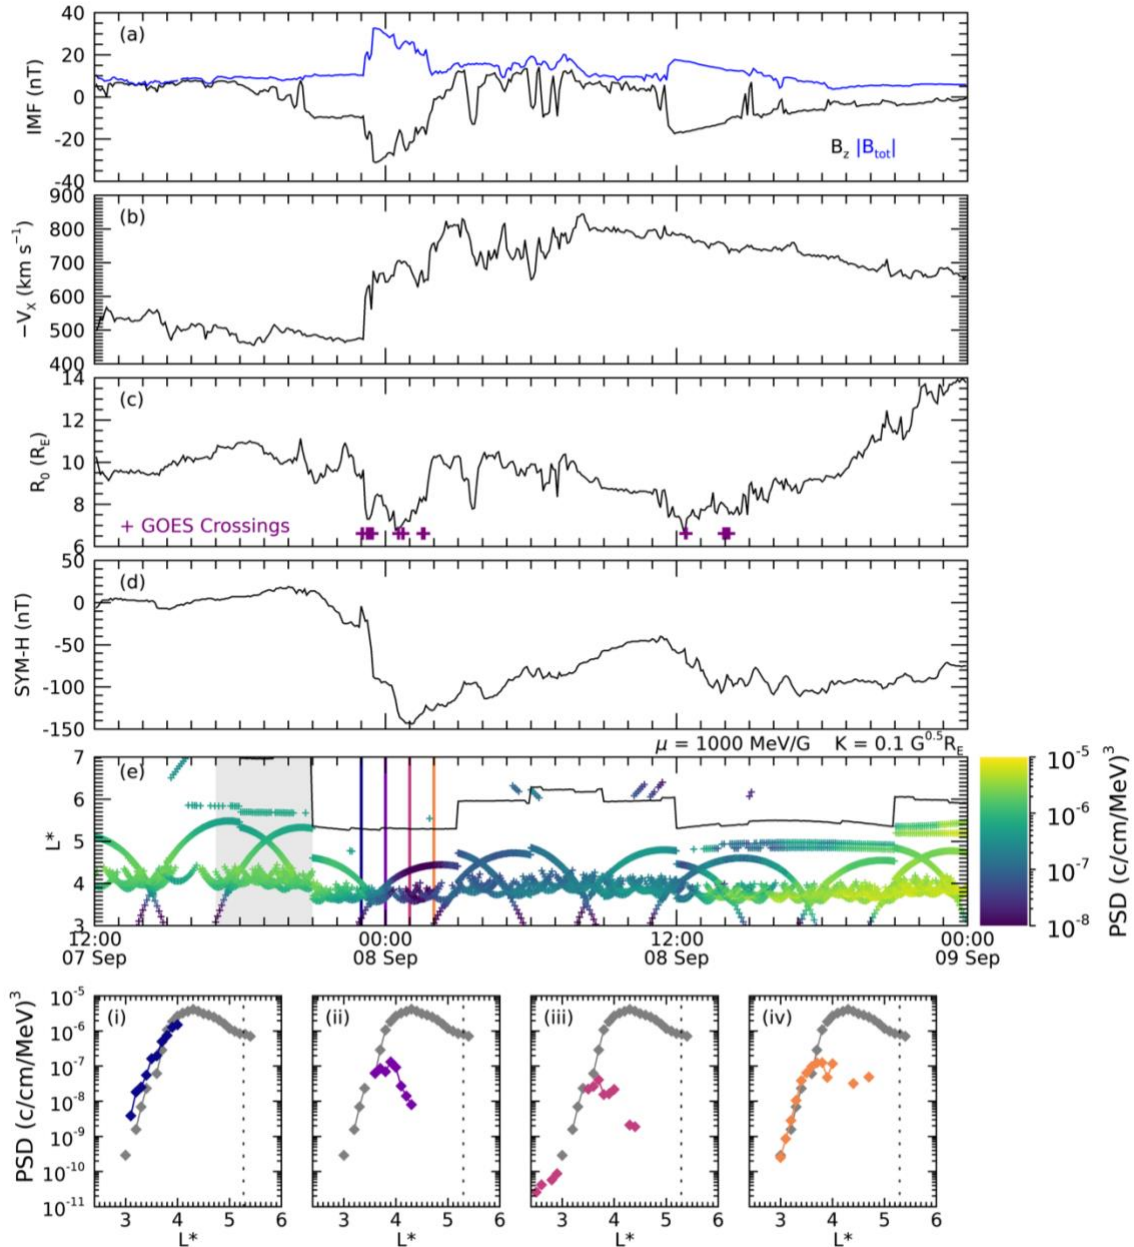 (a)
IMF (nT)
40
20
0
-20
-40
B_z |B_tot|
(b)
−V_X (km s⁻¹)
900
800
700
600
500
400
(c)
R_0 (R_E)
14
12
10
8
6
+ GOES Crossings
(d)
SYM-H (nT)
50
0
-50
-100
-150
μ = 1000 MeV/G K = 0.1 G^0.5 R_E
(e)
L*
7
6
5
4
3
12:00 00:00 12:00 00:00
07 Sep 08 Sep 08 Sep 09 Sep
10⁻⁵
10⁻⁶
10⁻⁷
10⁻⁸
PSD (c/cm/MeV)³
PSD (c/cm/MeV)³
10⁻⁵
10⁻⁶
10⁻⁷
10⁻⁸
10⁻⁹
10⁻¹⁰
10⁻¹¹
(i) (ii) (iii) (iv)
3 4 5 6 3 4 5 6 3 4 5 6 3 4 5 6
L* L* L* L*